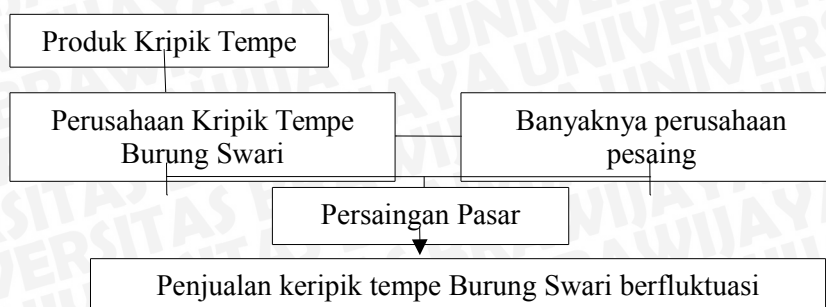 Produk Kripik Tempe
Perusahaan Kripik Tempe
Burung Swari
Banyaknya perusahaan
pesaing
Persaingan Pasar
Penjualan keripik tempe Burung Swari berfluktuasi